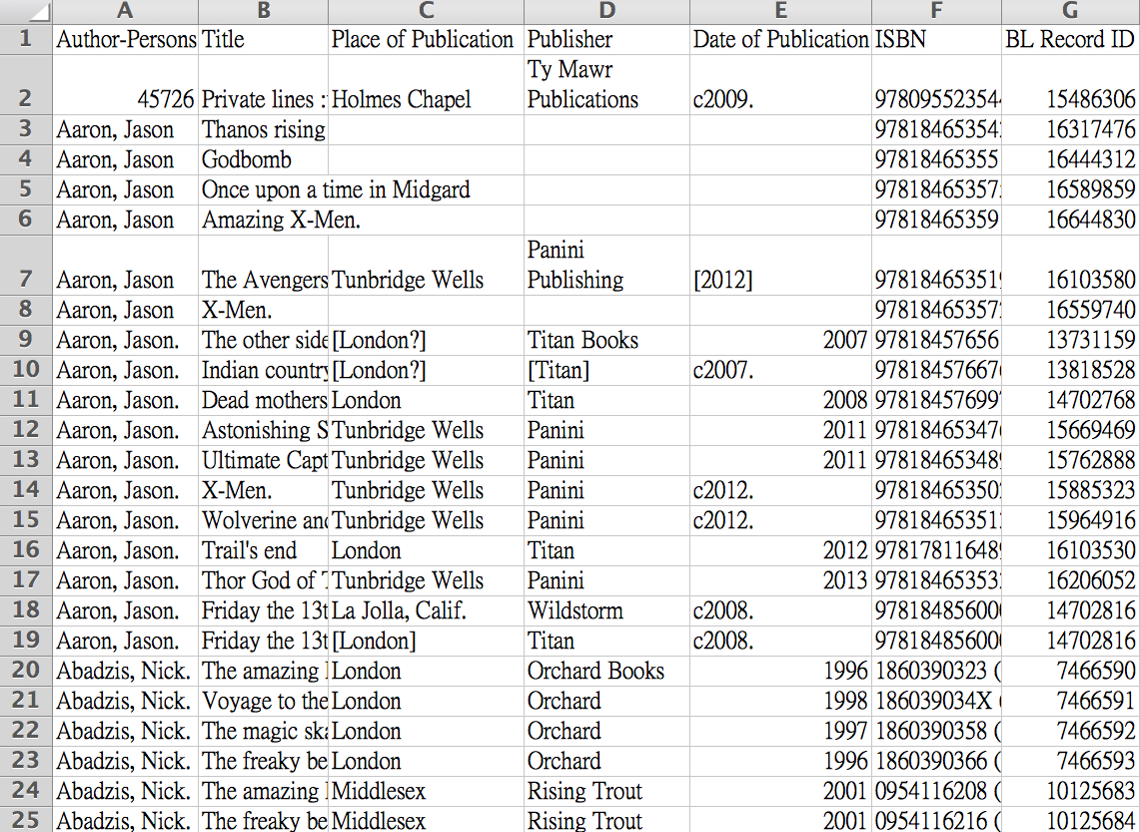 A B C D E F G
1 Author-Persons Title Place of Publication Publisher Date of Publication ISBN BL Record ID
Ty Mawr
2 45726 Private lines : Holmes Chapel Publications c2009. 97809552354 15486306
3 Aaron, Jason Thanos rising 97818465354 16317476
4 Aaron, Jason Godbomb 97818465355 16444312
5 Aaron, Jason Once upon a time in Midgard 97818465357 16589859
6 Aaron, Jason Amazing X-Men. 97818465359 16644830
Panini
7 Aaron, Jason The Avengers Tunbridge Wells Publishing [2012] 97818465351 16103580
8 Aaron, Jason X-Men. 97818465357 16559740
9 Aaron, Jason. The other side [London?] Titan Books 2007 97818457656 13731159
10 Aaron, Jason. Indian country [London?] [Titan] c2007. 97818457667 13818528
11 Aaron, Jason. Dead mothers London Titan 2008 97818457699 14702768
12 Aaron, Jason. Astonishing S Tunbridge Wells Panini 2011 97818465347 15669469
13 Aaron, Jason. Ultimate Capt Tunbridge Wells Panini 2011 97818465348 15762888
14 Aaron, Jason. X-Men. Tunbridge Wells Panini c2012. 97818465350 15885323
15 Aaron, Jason. Wolverine and Tunbridge Wells Panini c2012. 97818465351 15964916
16 Aaron, Jason. Trail's end London Titan 2012 97817811648 16103530
17 Aaron, Jason. Thor God of Tunbridge Wells Panini 2013 97818465353 16206052
18 Aaron, Jason. Friday the 13t La Jolla, Calif. Wildstorm c2008. 97818485600 14702816
19 Aaron, Jason. Friday the 13t [London] Titan c2008. 97818485600 14702816
20 Abadzis, Nick. The amazing London Orchard Books 1996 1860390323 ( 7466590
21 Abadzis, Nick. Voyage to the London Orchard 1998 186039034X ( 7466591
22 Abadzis, Nick. The magic ska London Orchard 1997 1860390358 ( 7466592
23 Abadzis, Nick. The freaky be London Orchard 1996 1860390366 ( 7466593
24 Abadzis, Nick. The amazing Middlesex Rising Trout 2001 0954116208 ( 10125683
25 Abadzis, Nick. The freaky be Middlesex Rising Trout 2001 0954116216 ( 10125684